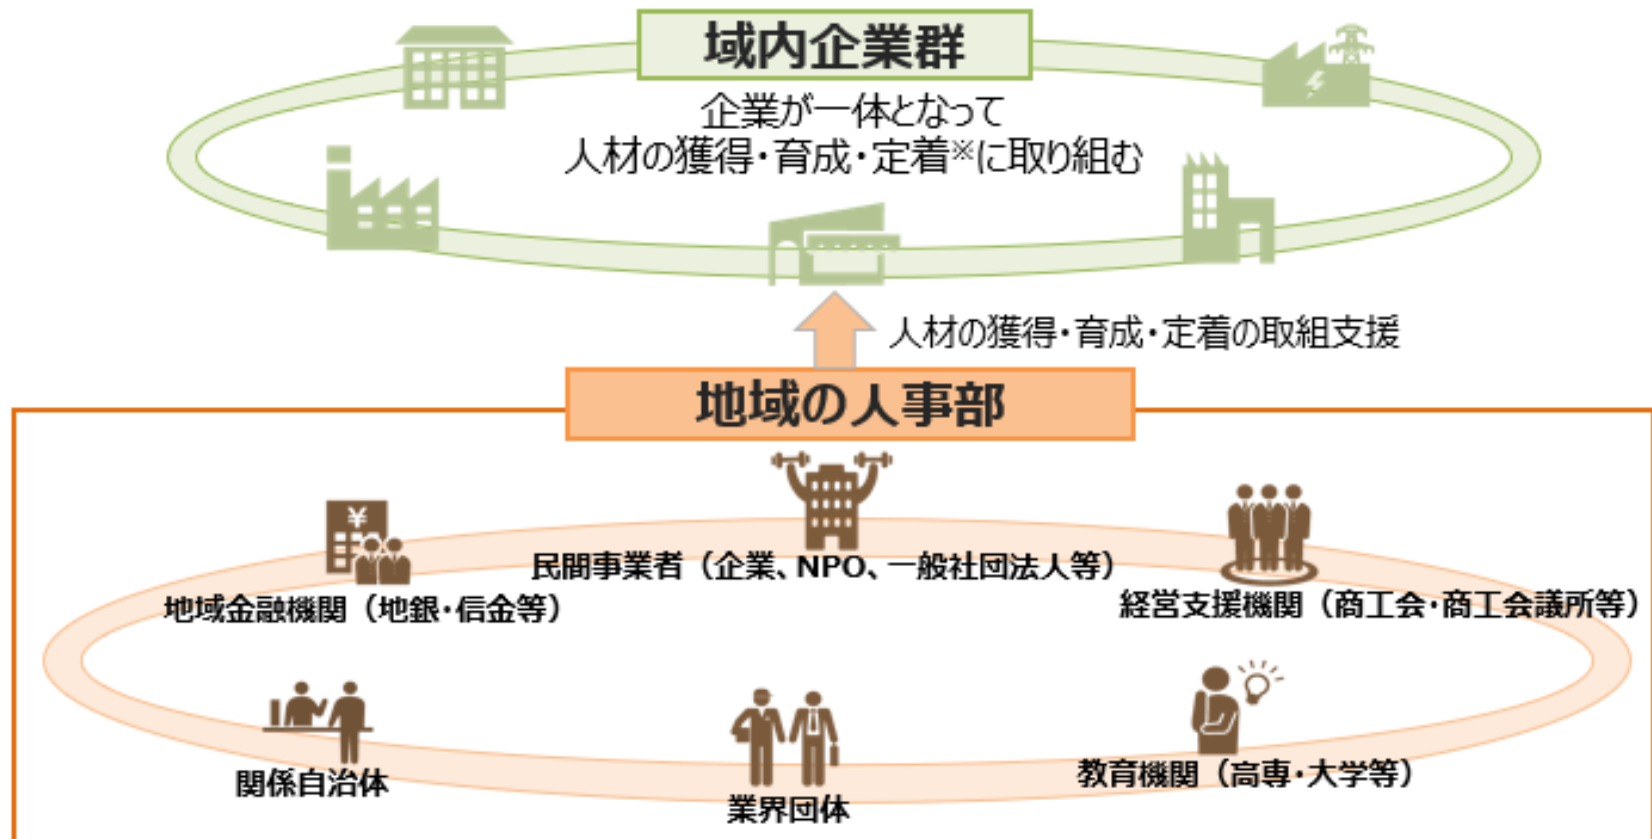 域内企業群
企業が一体となって
人材の獲得・育成・定着※に取り組む
人材の獲得・育成・定着の取組支援
地域の人事部
¥
民間事業者（企業、NPO、一般社団法人等）
地域金融機関（地銀・信金等）
経営支援機関（商工会・商工会議所等）
関係自治体
業界団体
教育機関（高専・大学等）